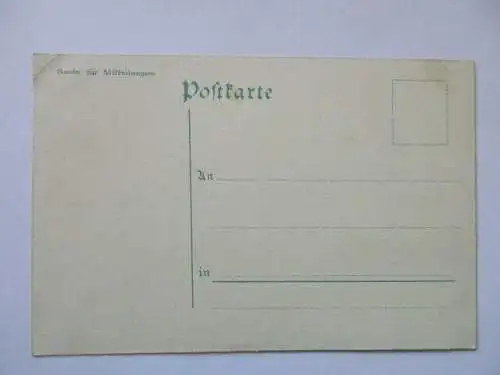 Raum für Mitteilungen
Postkarte
An
in